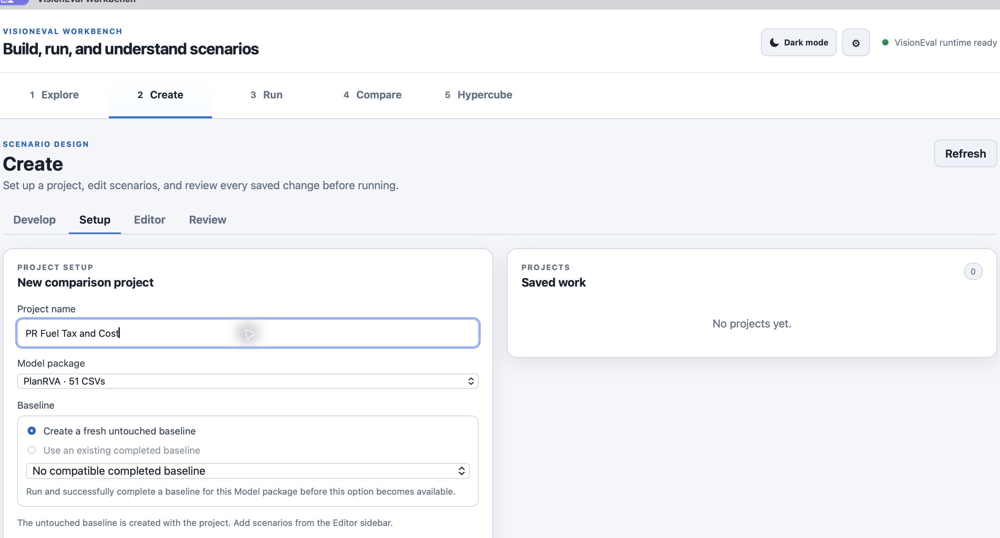 VisionEval Workbench
VISIONEVAL WORKBENCH
Build, run, and understand scenarios
Dark mode
VisionEval runtime ready
1 Explore
2 Create
3 Run
4 Compare
5 Hypercube
SCENARIO DESIGN
Create
Refresh
Set up a project, edit scenarios, and review every saved change before running.
Develop
Setup
Editor
Review
PROJECT SETUP
New comparison project
Project name
PR Fuel Tax and Cost
Model package
PlanRVA · 51 CSVs
Baseline
Create a fresh untouched baseline
Use an existing completed baseline
No compatible completed baseline
Run and successfully complete a baseline for this Model package before this option becomes available.
The untouched baseline is created with the project. Add scenarios from the Editor sidebar.
PROJECTS
Saved work
0
No projects yet.